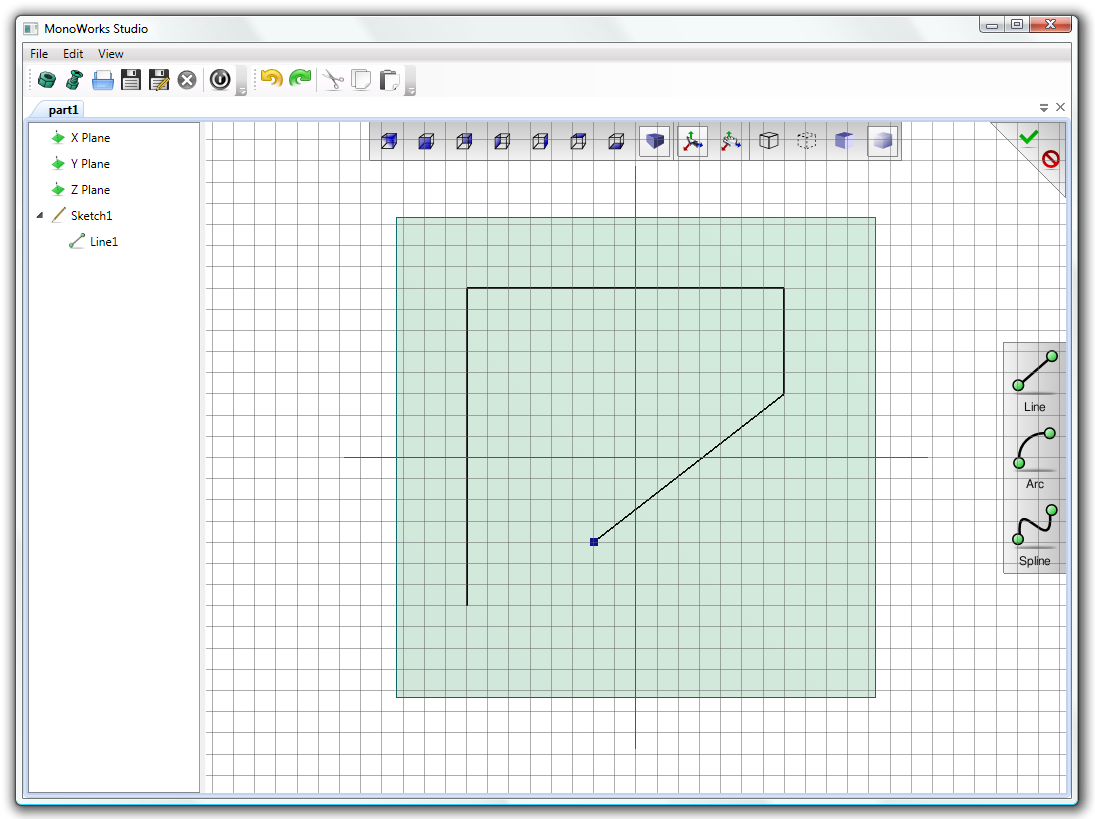 MonoWorks Studio
File Edit View
part1
X Plane
Y Plane
Z Plane
Sketch1
Line1
Line
Arc
Spline